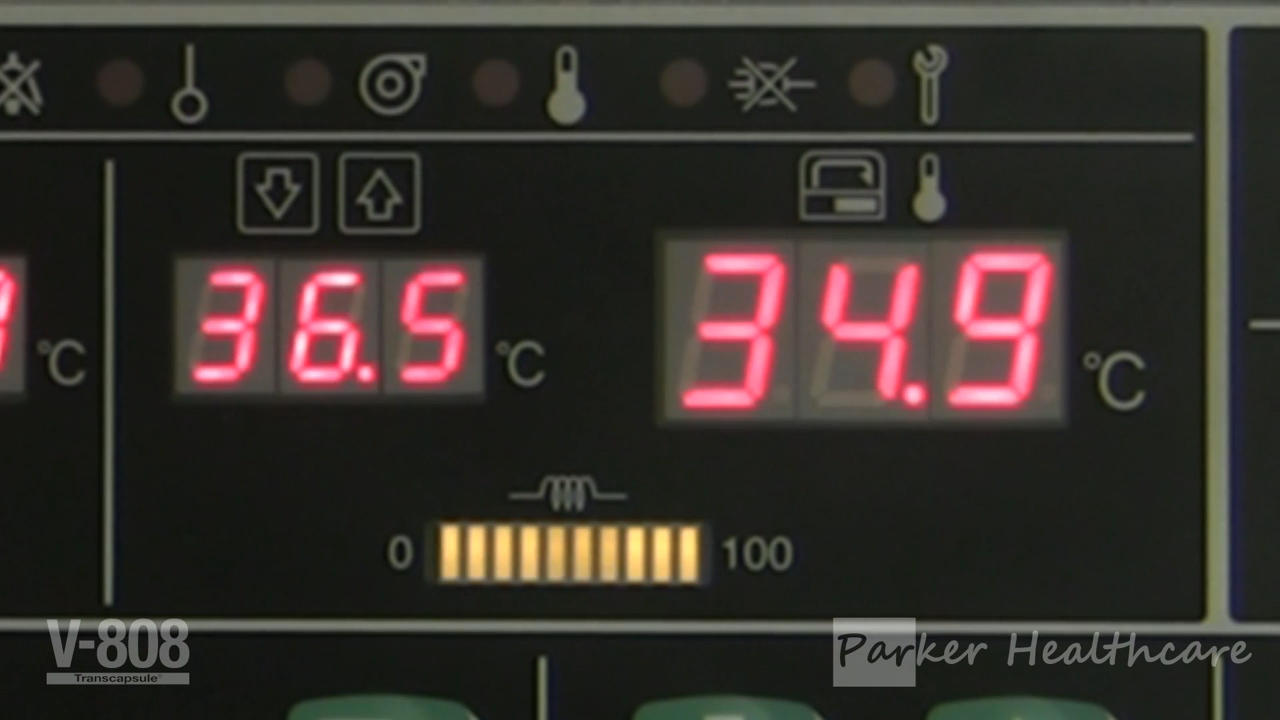 36.5 °C
34.9 °C
°C
0 100
V-808
Transcapsule®
Parker Healthcare